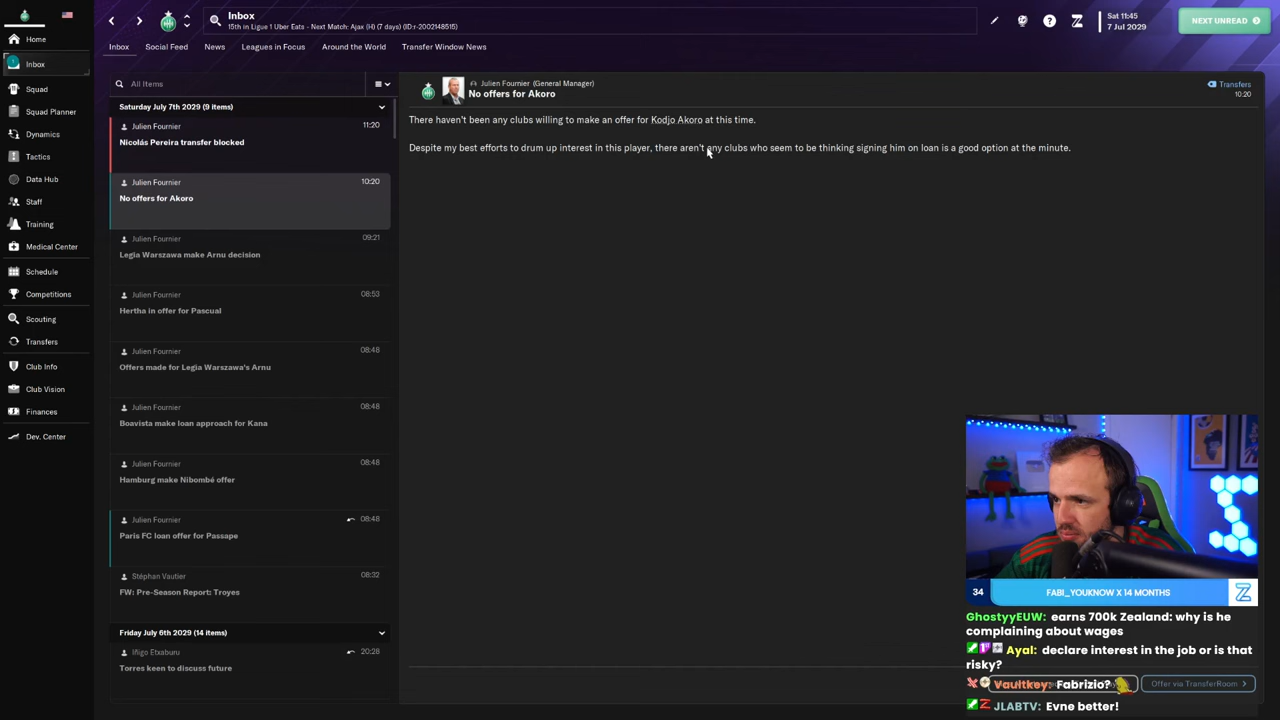 Inbox
15th in Ligue 1 Uber Eats - Next Match: Ajax (H) (7 days) (ID:r-2002148515)
Sat 11:45
7 Jul 2029
NEXT UNREAD
Inbox
Social Feed
News
Leagues in Focus
Around the World
Transfer Window News
Home
Inbox
Squad
Squad Planner
Dynamics
Tactics
Data Hub
Staff
Training
Medical Center
Schedule
Competitions
Scouting
Transfers
Club Info
Club Vision
Finances
Dev. Center
All Items
Saturday July 7th 2029 (9 items)
Julien Fournier 11:20
Nicolás Pereira transfer blocked
Julien Fournier 10:20
No offers for Akoro
Julien Fournier 09:21
Legia Warszawa make Arnu decision
Julien Fournier 08:53
Hertha in offer for Pascual
Julien Fournier 08:48
Offers made for Legia Warszawa's Arnu
Julien Fournier 08:48
Boavista make loan approach for Kana
Julien Fournier 08:48
Hamburg make Nibombé offer
Julien Fournier 08:48
Paris FC loan offer for Passape
Stéphan Vautier 08:32
FW: Pre-Season Report: Troyes
Friday July 6th 2029 (14 items)
Iñigo Etxaburu 20:28
Torres keen to discuss future
Julien Fournier (General Manager)
No offers for Akoro
Transfers
10:20
There haven't been any clubs willing to make an offer for Kodjo Akoro at this time.
Despite my best efforts to drum up interest in this player, there aren't any clubs who seem to be thinking signing him on loan is a good option at the minute.
34
FABI_YOUKNOW X 14 MONTHS
GhostyyEUW: earns 700k Zealand: why is he
complaining about wages
Ayal: declare interest in the job or is that
risky?
Vaultkey: Fabrizio?
Offer via TransferRoom
JLABTV: Evne better!